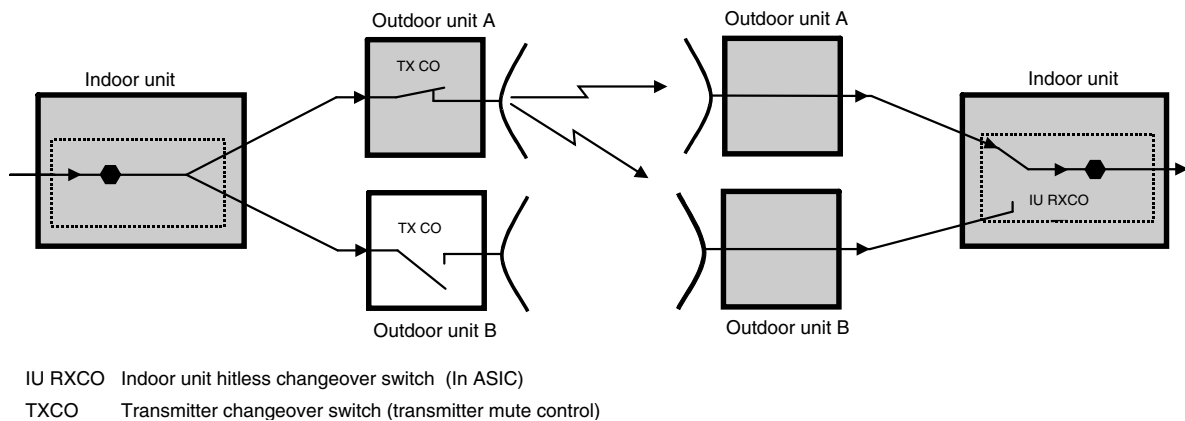 Outdoor unit A
Outdoor unit A
Indoor unit
TX CO
Indoor unit
TX CO
IU RXCO
Outdoor unit B
Outdoor unit B
IU RXCO Indoor unit hitless changeover switch (In ASIC)
TXCO Transmitter changeover switch (transmitter mute control)